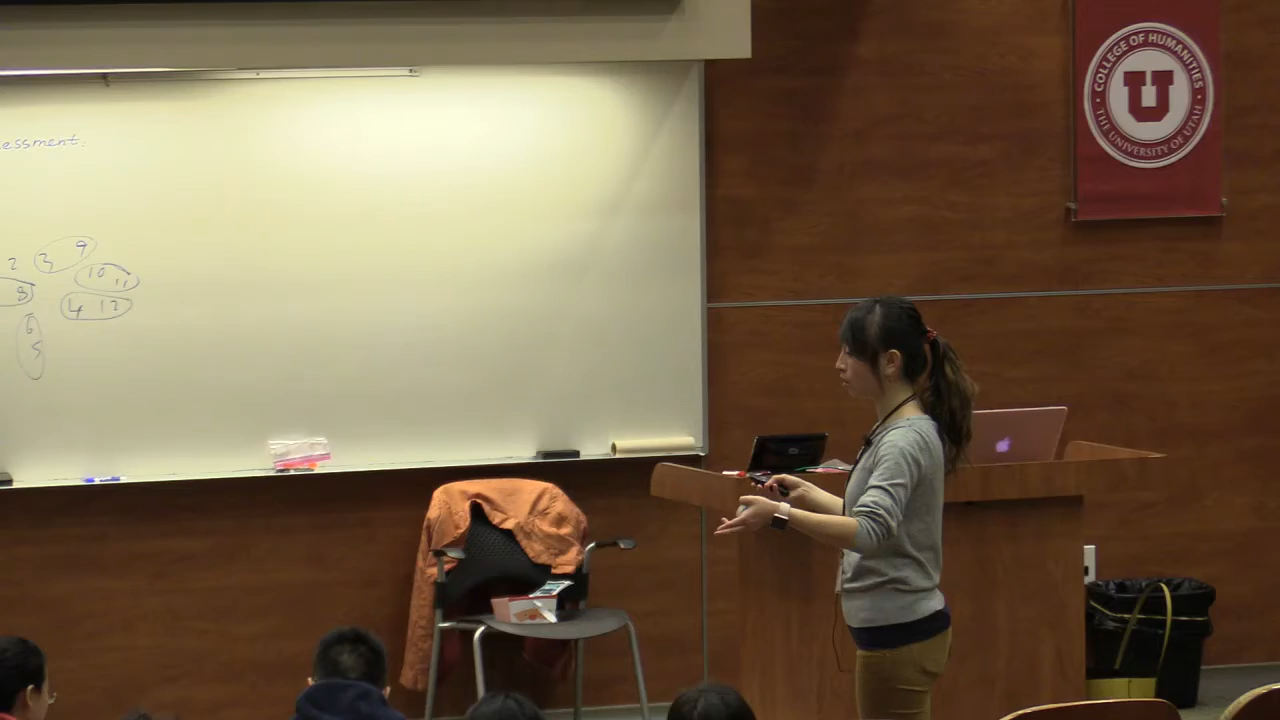 essment.
2 3 9
10 11
8
4 12
6
5
COLLEGE OF HUMANITIES
U
THE UNIVERSITY OF UTAH